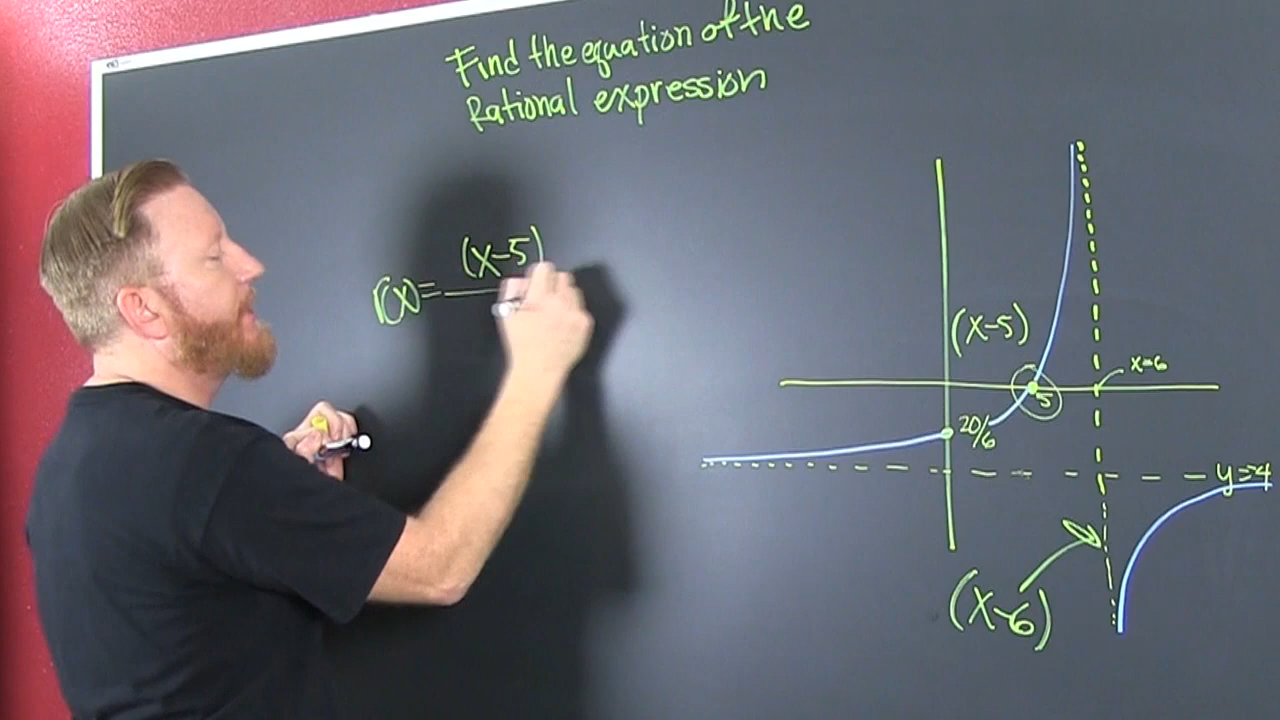 Find the equation of the
Rational expression
r(x)= (x-5)
(x-5)
x=6
5
20/6
y=-4
(x-6)